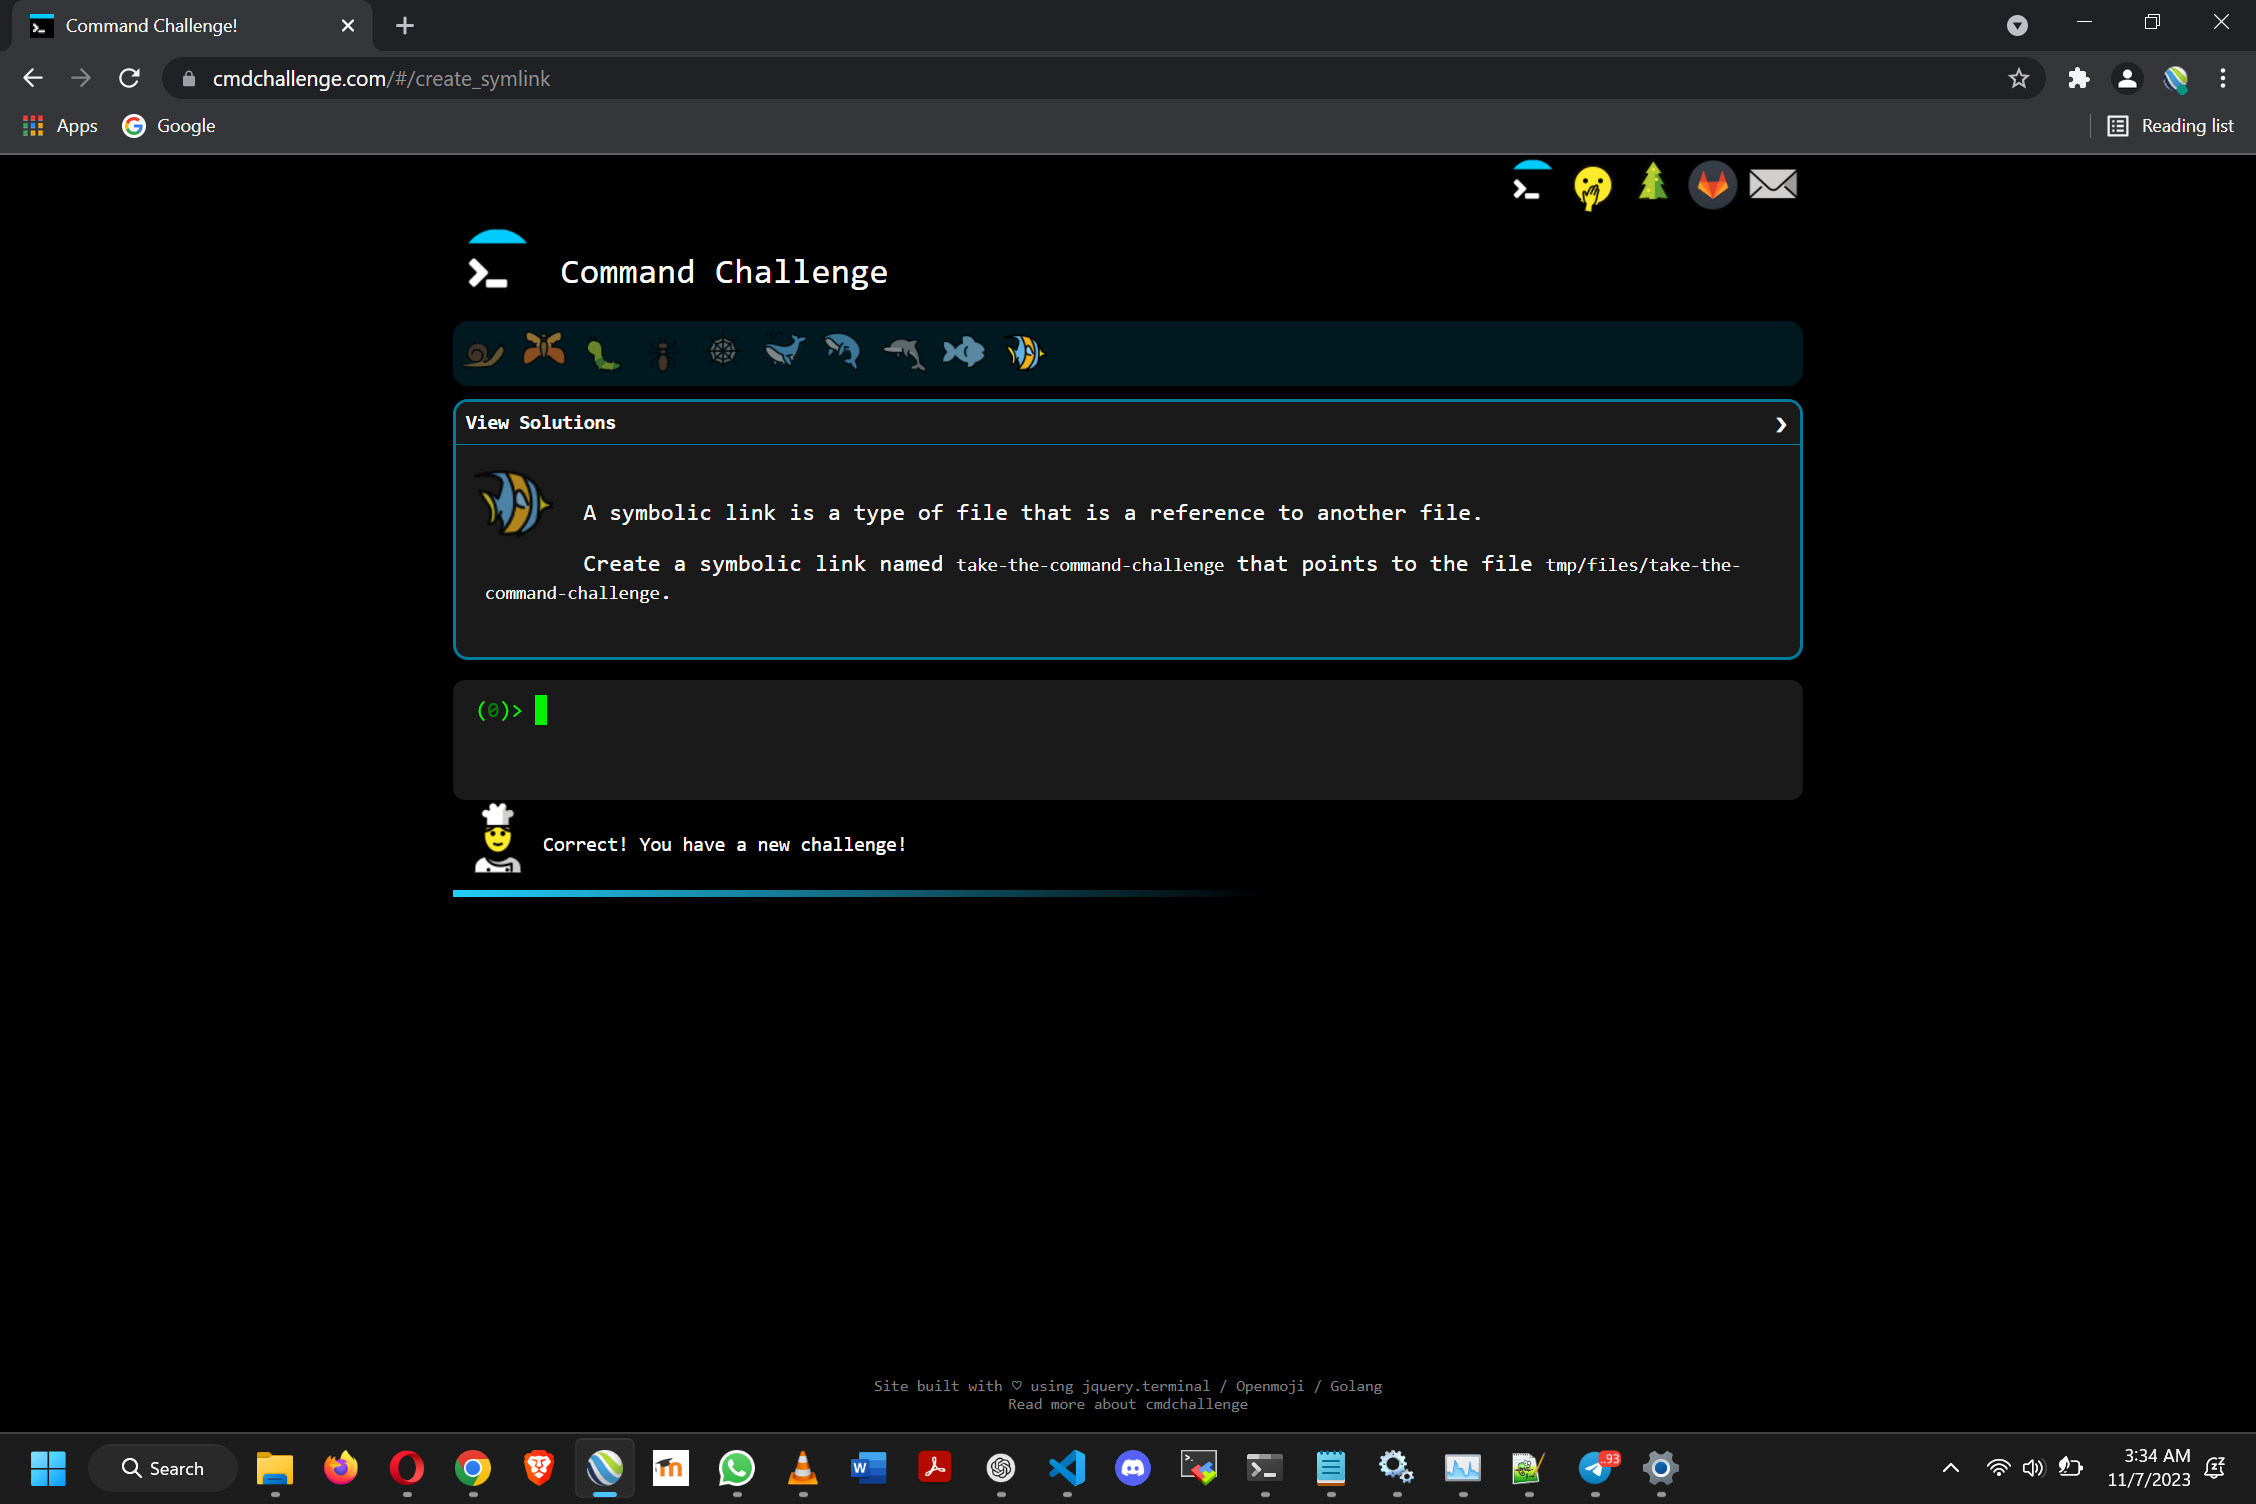 Command Challenge!
cmdchallenge.com/#/create_symlink
Apps
Google
Reading list
Command Challenge
View Solutions
A symbolic link is a type of file that is a reference to another file.
Create a symbolic link named take-the-command-challenge that points to the file tmp/files/take-the-
command-challenge.
(0)>
Correct! You have a new challenge!
Site built with ♡ using jquery.terminal / Openmoji / Golang
Read more about cmdchallenge
Search
93
3:34 AM
11/7/2023